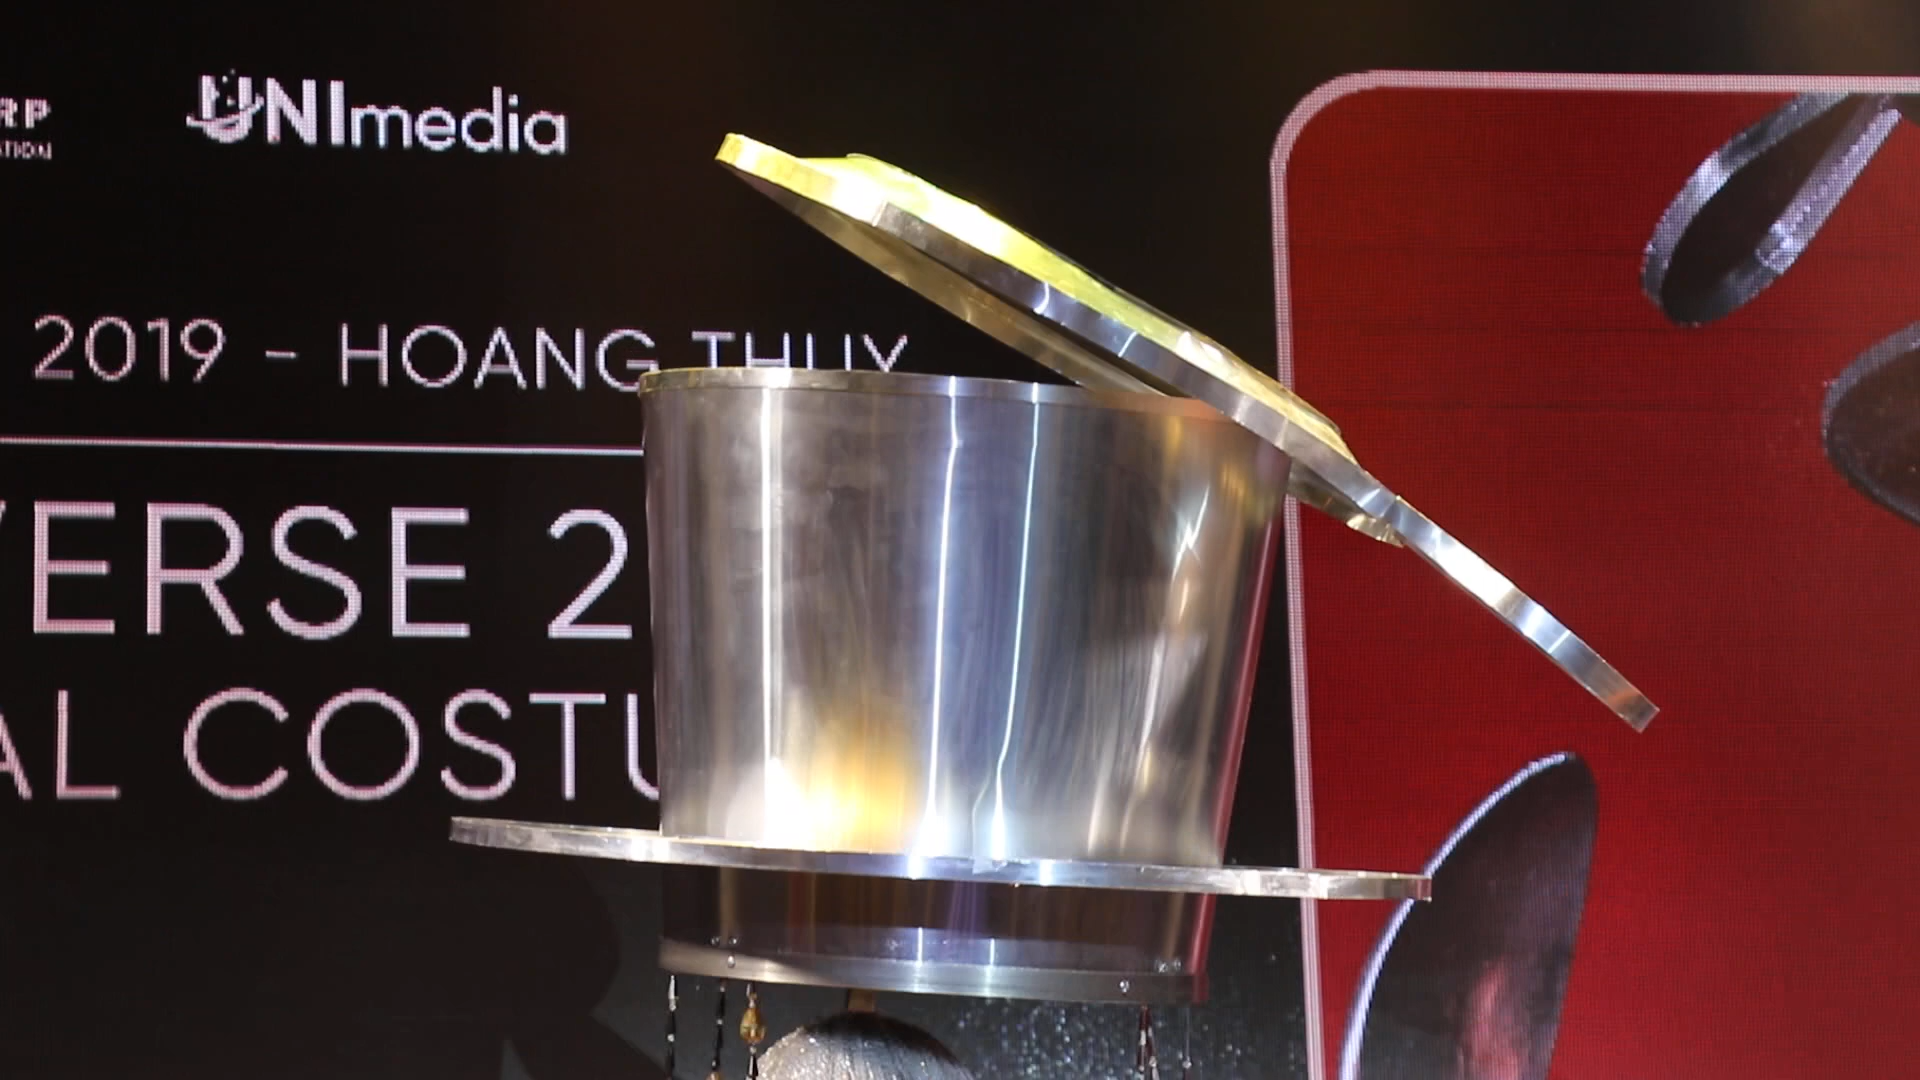 RP
UNImedia
2019 - HOANG THUY
VERSE 2
AL COSTU